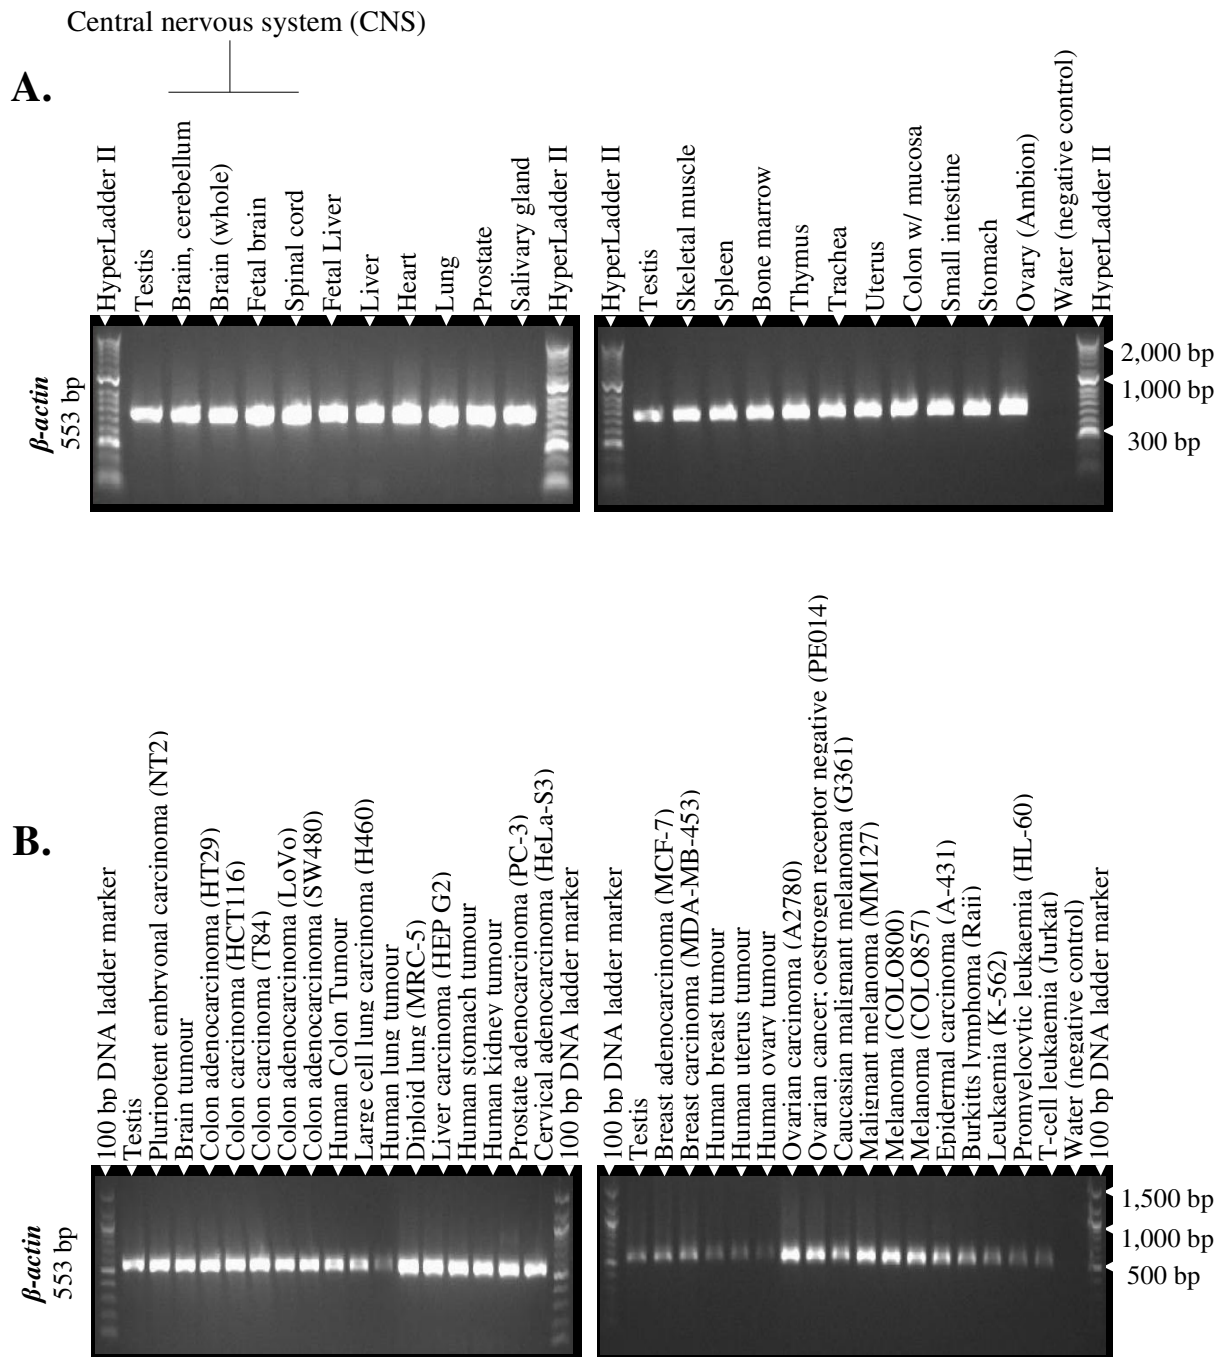 Central nervous system (CNS)
A.
HyperLadder II
Testis
Brain, cerebellum
Brain (whole)
Fetal brain
Spinal cord
Fetal Liver
Liver
Heart
Lung
Prostate
Salivary gland
HyperLadder II
HyperLadder II
Testis
Skeletal muscle
Spleen
Bone marrow
Thymus
Trachea
Uterus
Colon w/ mucosa
Small intestine
Stomach
Ovary (Ambion)
Water (negative control)
HyperLadder II
β-actin
553 bp
2,000 bp
1,000 bp
300 bp
B.
100 bp DNA ladder marker
Testis
Pluripotent embryonal carcinoma (NT2)
Brain tumour
Colon adenocarcinoma (HT29)
Colon carcinoma (HCT116)
Colon carcinoma (T84)
Colon adenocarcinoma (LoVo)
Colon adenocarcinoma (SW480)
Human Colon Tumour
Large cell lung carcinoma (H460)
Human lung tumour
Diploid lung (MRC-5)
Liver carcinoma (HEP G2)
Human stomach tumour
Human kidney tumour
Prostate adenocarcinoma (PC-3)
Cervical adenocarcinoma (HeLa-S3)
100 bp DNA ladder marker
100 bp DNA ladder marker
Testis
Breast adenocarcinoma (MCF-7)
Breast carcinoma (MDA-MB-453)
Human breast tumour
Human uterus tumour
Human ovary tumour
Ovarian carcinoma (A2780)
Ovarian cancer; oestrogen receptor negative (PE014)
Caucasian malignant melanoma (G361)
Malignant melanoma (MM127)
Melanoma (COLO800)
Melanoma (COLO857)
Epidermal carcinoma (A-431)
Burkitts lymphoma (Raji)
Leukaemia (K-562)
Promyelocytic leukaemia (HL-60)
T-cell leukaemia (Jurkat)
Water (negative control)
100 bp DNA ladder marker
β-actin
553 bp
1,500 bp
1,000 bp
500 bp